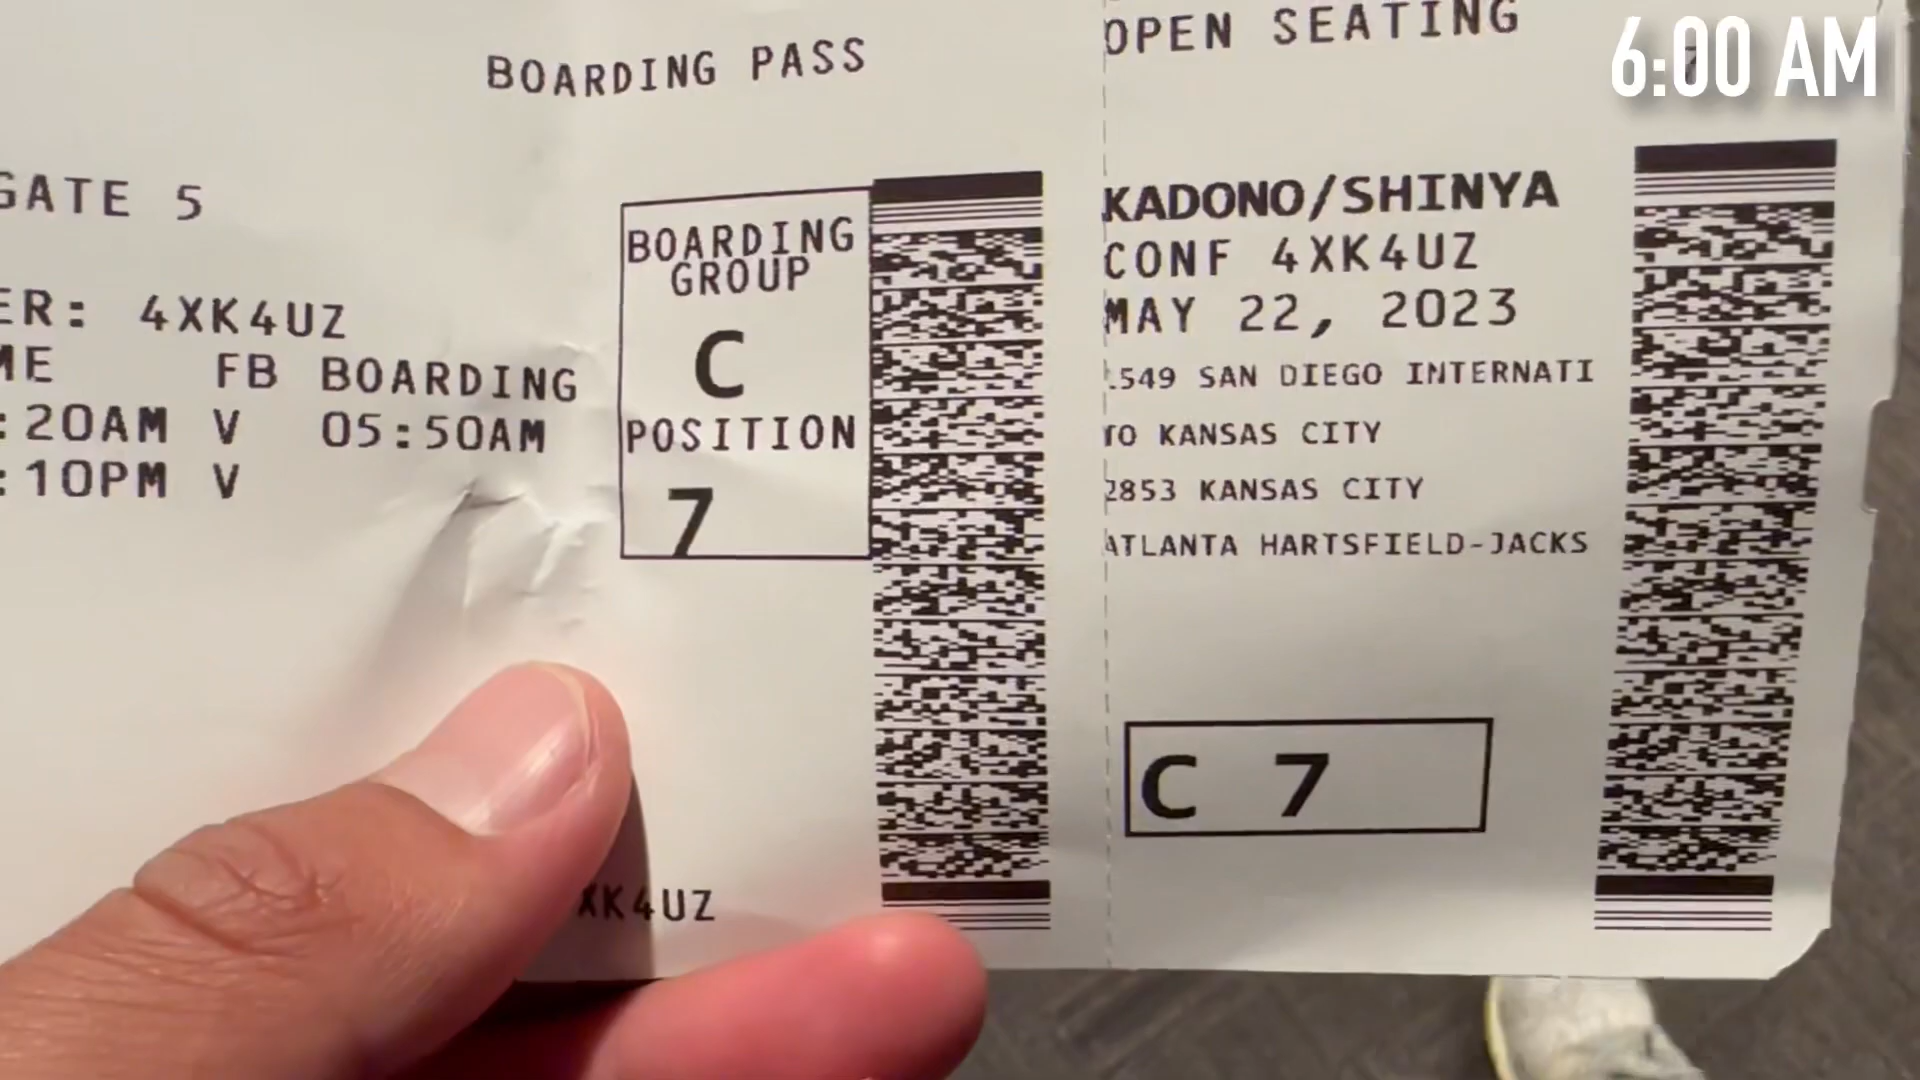 BOARDING PASS
OPEN SEATING
6:00 AM
GATE 5
ER: 4XK4UZ
ME FB BOARDING
:20AM V 05:50AM
:10PM V
BOARDING
GROUP
C
POSITION
7
XK4UZ
KADONO/SHINYA
CONF 4XK4UZ
MAY 22, 2023
1549 SAN DIEGO INTERNATI
TO KANSAS CITY
2853 KANSAS CITY
ATLANTA HARTSFIELD-JACKS
C 7